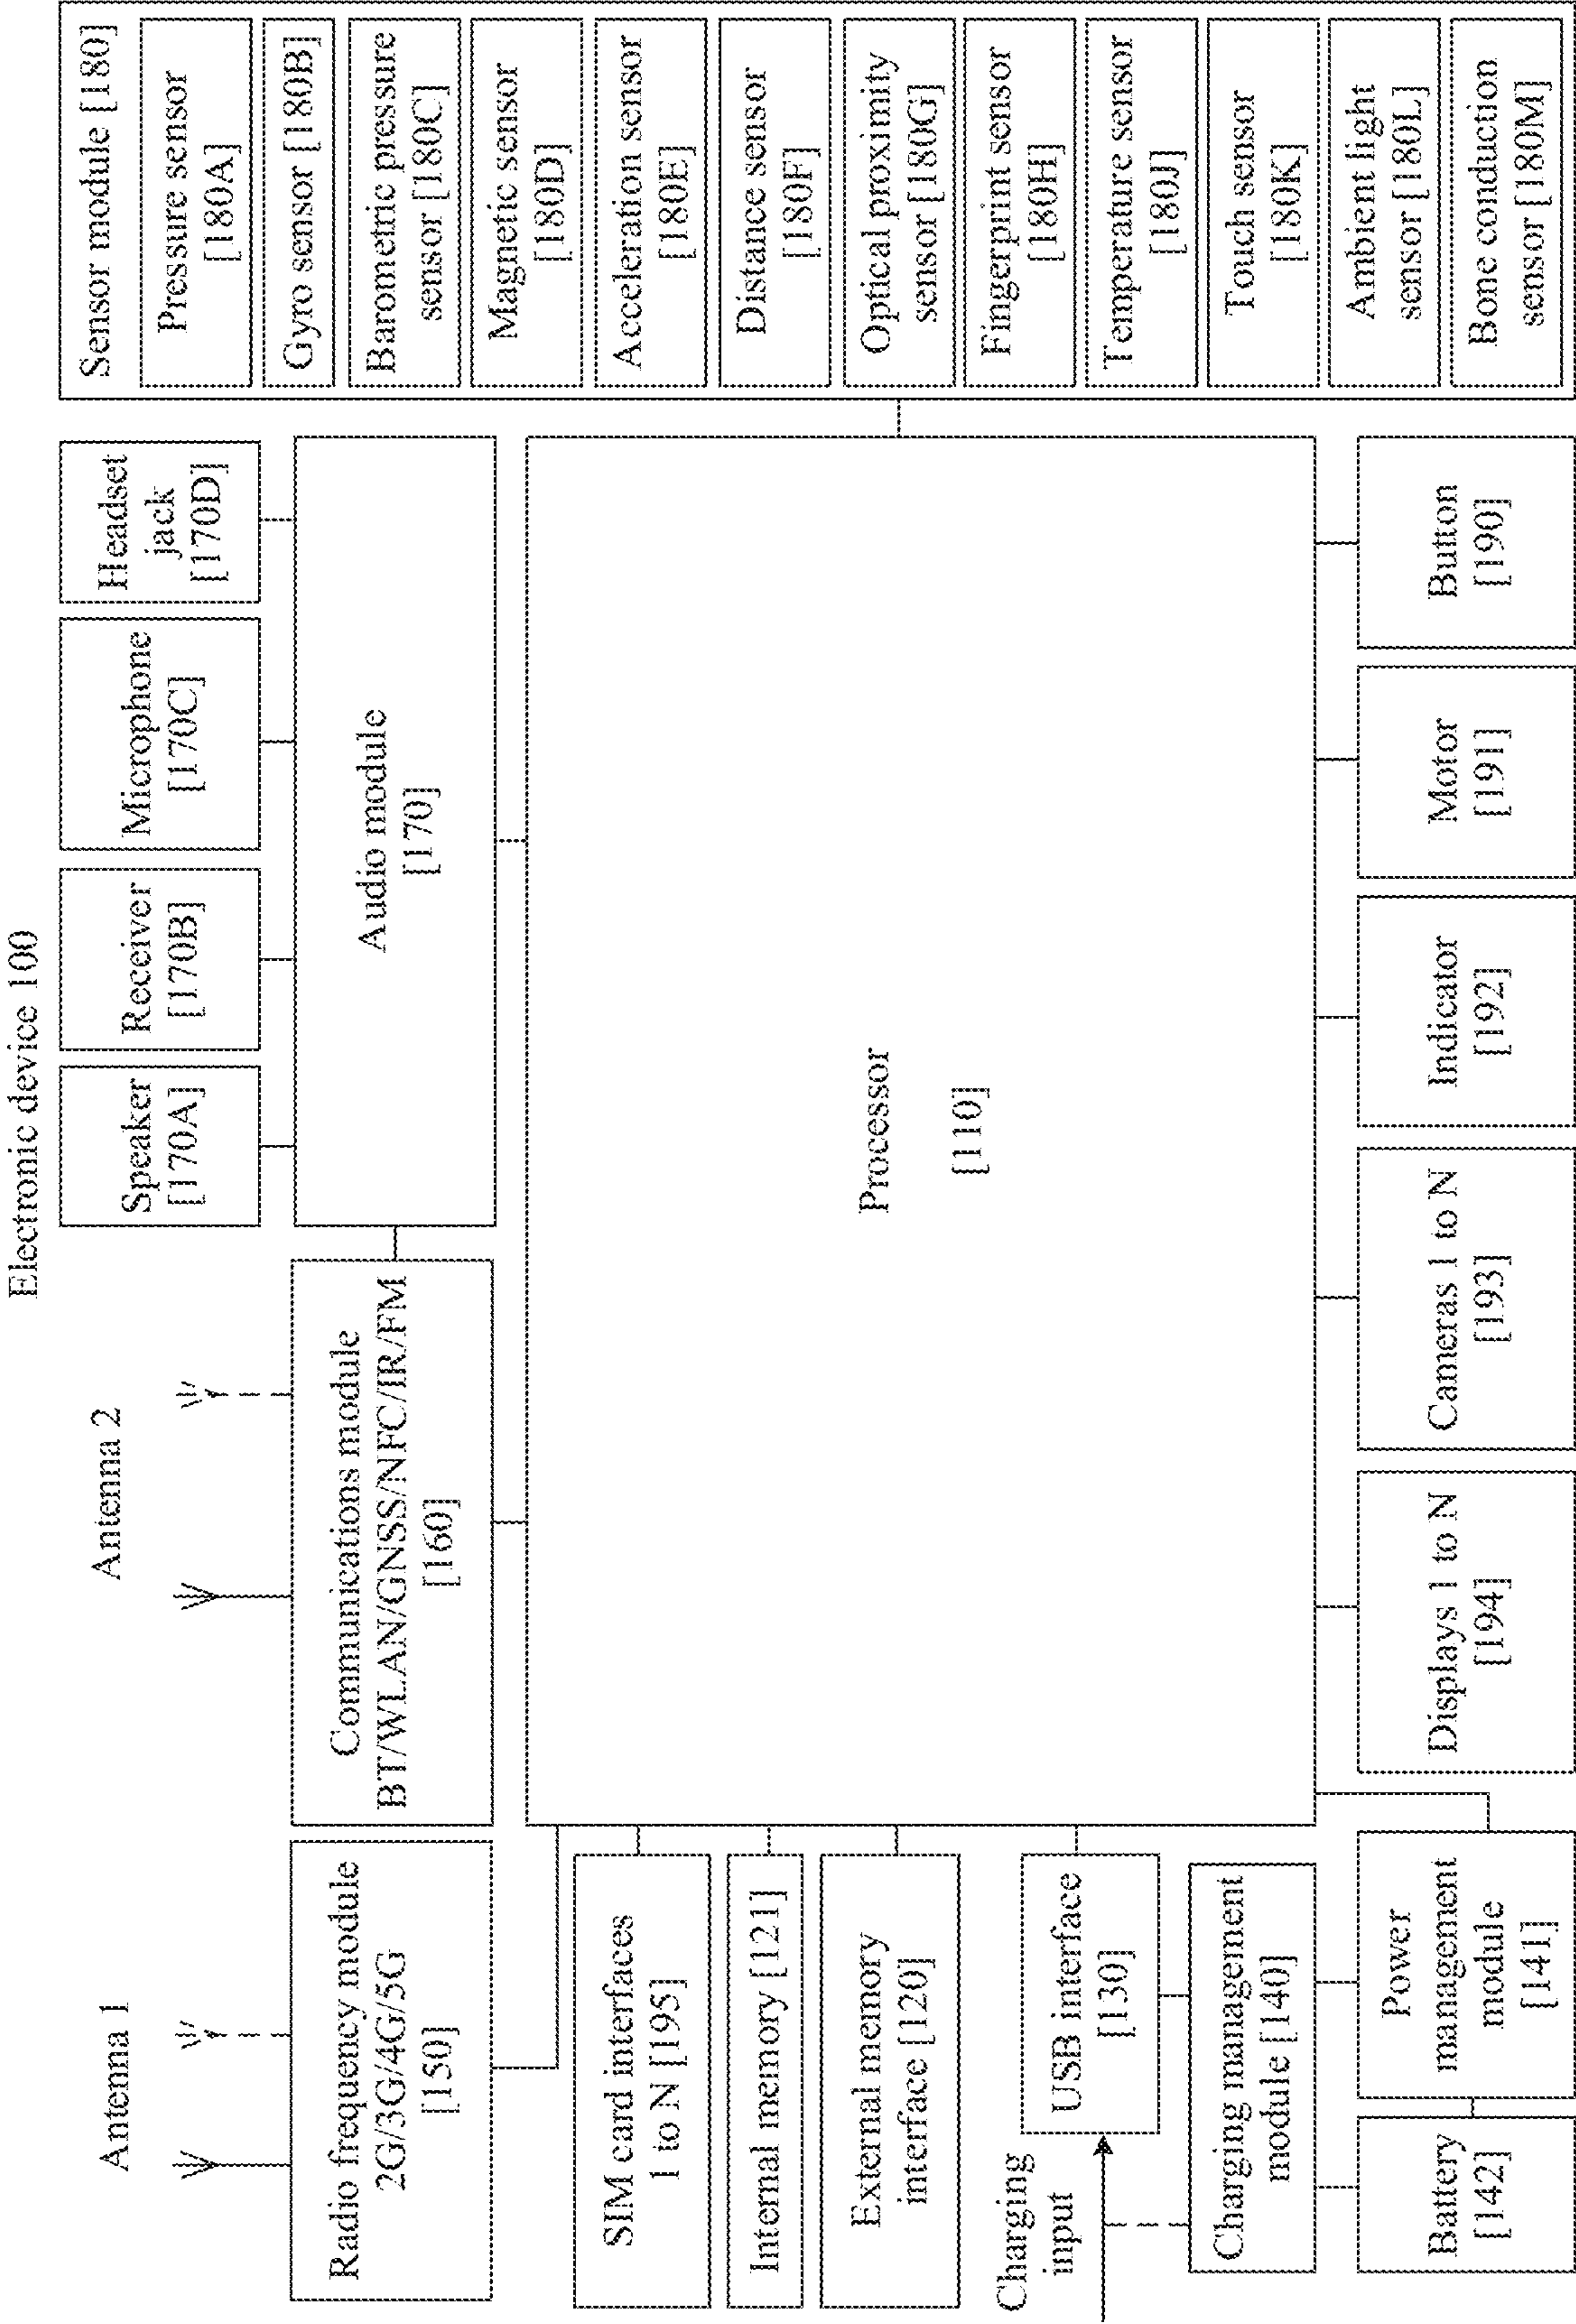 Electronic device 100
Antenna 1
Antenna 2
Radio frequency module
2G/3G/4G/5G
[150]
Communications module
BT/WLAN/GNSS/NFC/IR/FM
[160]
Speaker
[170A]
Receiver
[170B]
Microphone
[170C]
Headset
jack
[170D]
Audio module
[170]
Sensor module [180]
Pressure sensor
[180A]
Gyro sensor [180B]
Barometric pressure
sensor [180C]
Magnetic sensor
[180D]
Acceleration sensor
[180E]
Distance sensor
[180F]
Optical proximity
sensor [180G]
Fingerprint sensor
[180H]
Temperature sensor
[180J]
Touch sensor
[180K]
Ambient light
sensor [180L]
Bone conduction
sensor [180M]
SIM card interfaces
1 to N [195]
Internal memory [121]
External memory
interface [120]
Charging
input
USB interface
[130]
Charging management
module [140]
Battery
[142]
Power
management
module
[141]
Processor
[110]
Displays 1 to N
[194]
Cameras 1 to N
[193]
Indicator
[192]
Motor
[191]
Button
[190]